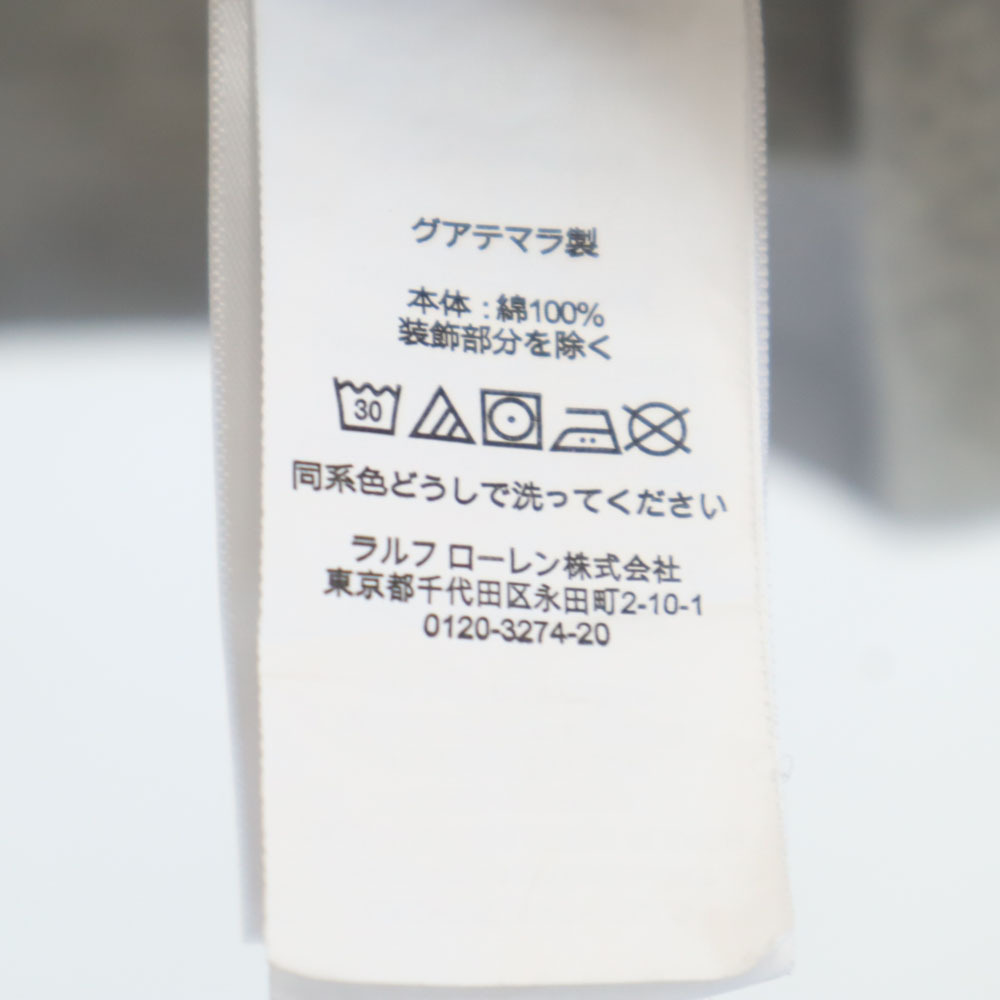 グアテマラ製
本体 : 綿100%
装飾部分を除く
30
同系色どうしで洗ってください
ラルフ ローレン株式会社
東京都千代田区永田町2-10-1
0120-3274-20